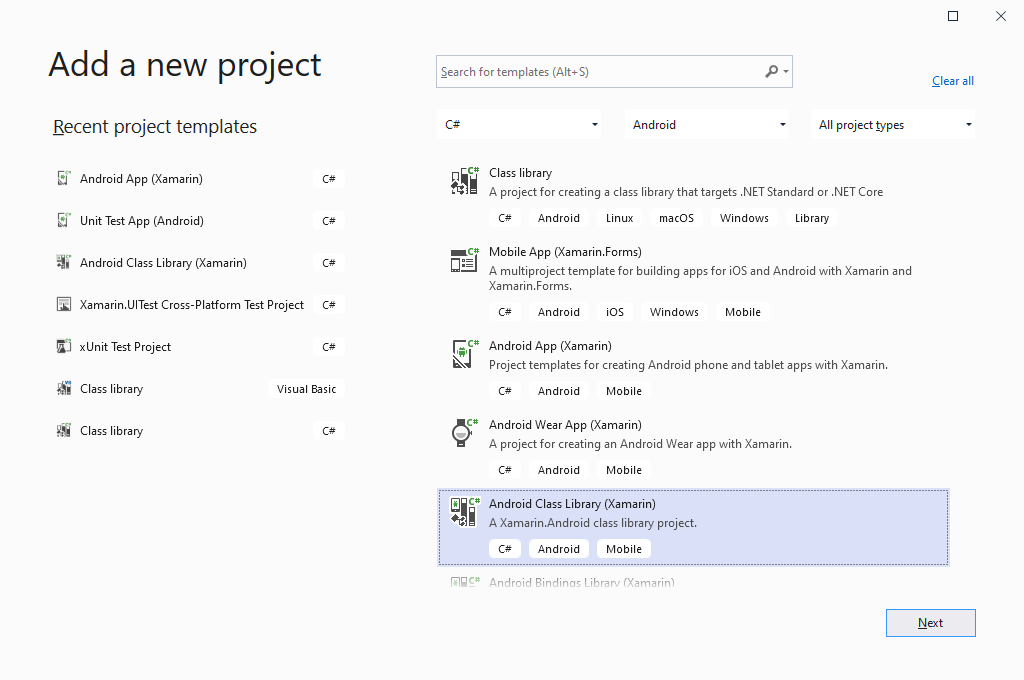 Add a new project
Search for templates (Alt+S)
Clear all
Recent project templates
C#
Android
All project types
Android App (Xamarin) C#
Unit Test App (Android) C#
Android Class Library (Xamarin) C#
Xamarin.UITest Cross-Platform Test Project C#
xUnit Test Project C#
Class library Visual Basic
Class library C#
Class library
A project for creating a class library that targets .NET Standard or .NET Core
C# Android Linux macOS Windows Library
Mobile App (Xamarin.Forms)
A multiproject template for building apps for iOS and Android with Xamarin and
Xamarin.Forms.
C# Android iOS Windows Mobile
Android App (Xamarin)
Project templates for creating Android phone and tablet apps with Xamarin.
C# Android Mobile
Android Wear App (Xamarin)
A project for creating an Android Wear app with Xamarin.
C# Android Mobile
Android Class Library (Xamarin)
A Xamarin.Android class library project.
C# Android Mobile
Android Bindings Library (Xamarin)
Next